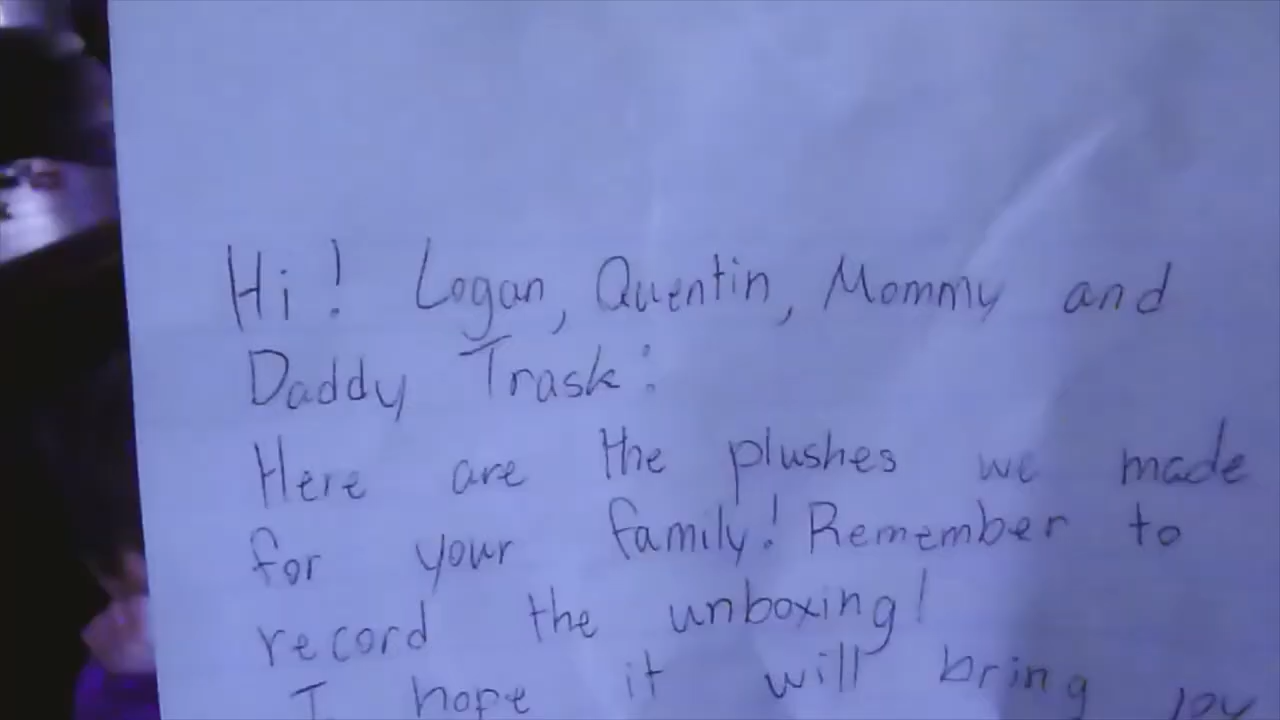 Hi! Logan, Quentin, Mommy and
Daddy Trask:
Here are the plushes we made
for your family! Remember to
record the unboxing!
I hope it will bring joy